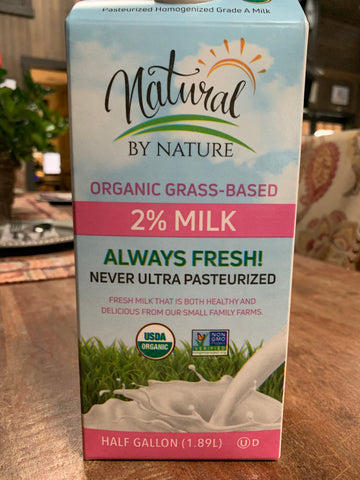 Pasteurized Homogenized Grade A Milk
Natural
BY NATURE
ORGANIC GRASS-BASED
2% MILK
ALWAYS FRESH!
NEVER ULTRA PASTEURIZED
FRESH MILK THAT IS BOTH HEALTHY AND
DELICIOUS FROM OUR SMALL FAMILY FARMS.
USDA
ORGANIC
NON
GMO
VERIFIED
HALF GALLON (1.89L)
U D